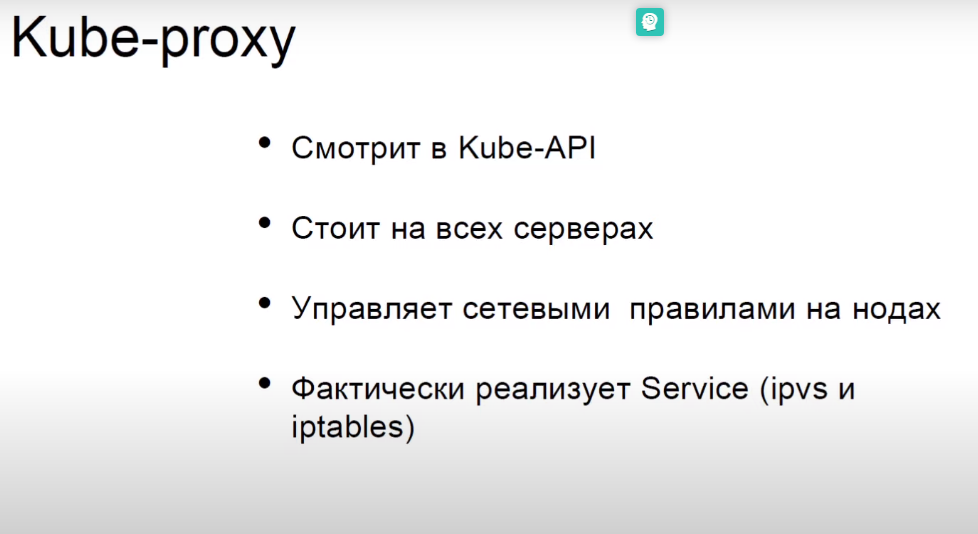 Kube-proxy
• Смотрит в Kube-API
• Стоит на всех серверах
• Управляет сетевыми  правилами на нодах
• Фактически реализует Service (ipvs и
iptables)